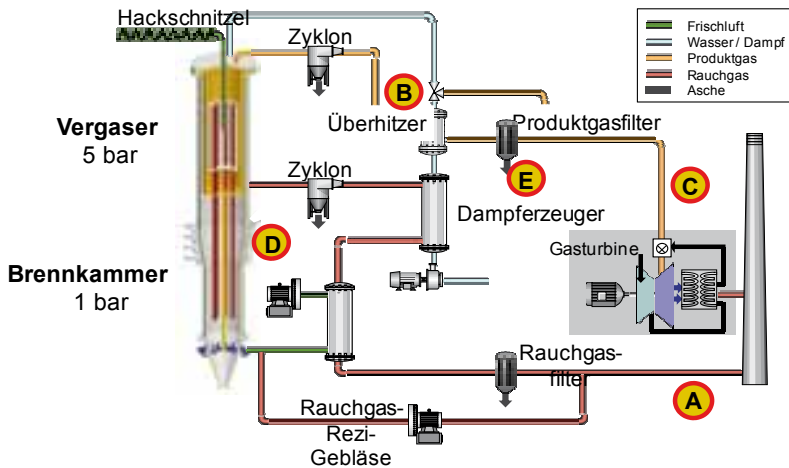 Hackschnitzel
Zyklon
Frischluft
Wasser / Dampf
Produktgas
Rauchgas
Asche
B
Überhitzer
Produktgasfilter
Vergaser
5 bar
Zyklon
E
C
Dampferzeuger
D
Gasturbine
Brennkammer
1 bar
Rauchgas-
filter
A
Rauchgas-
Rezi-
Gebläse